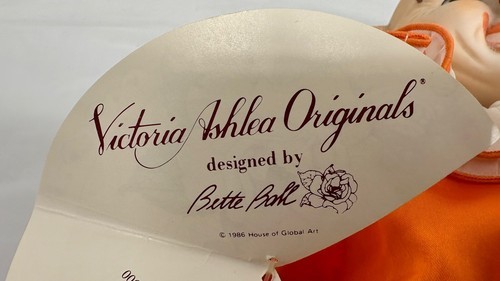 Victoria Ashlea Originals®
designed by
Bette Ball
© 1986 House of Global Art